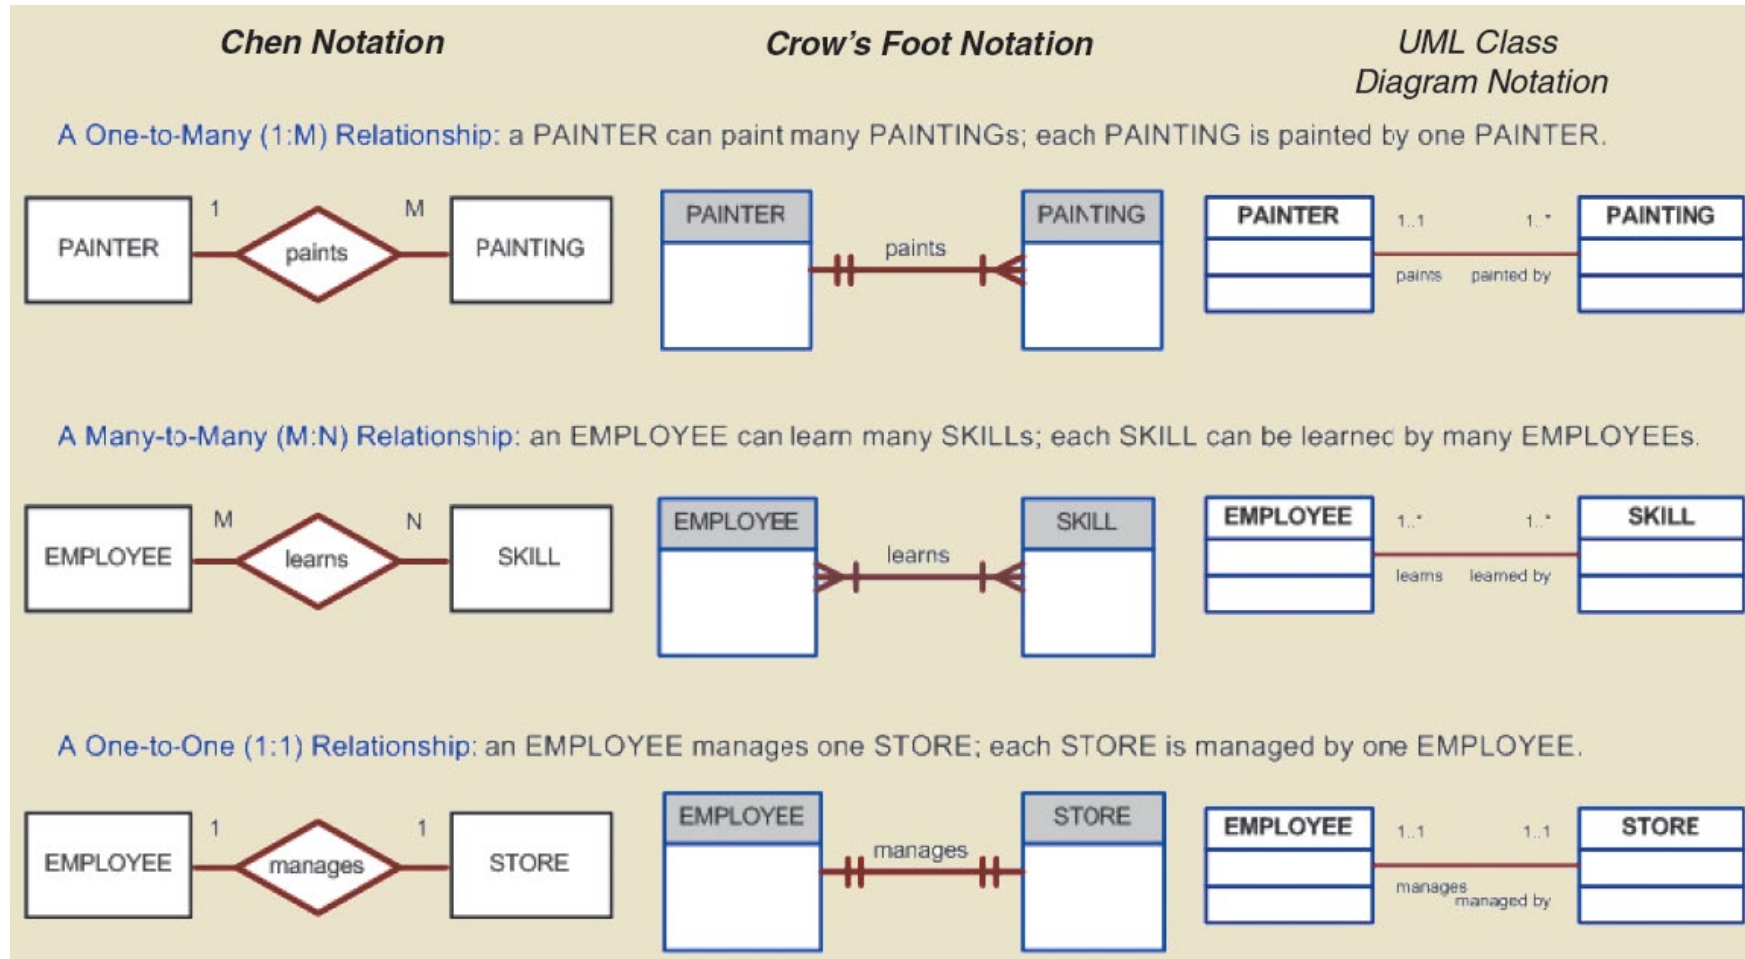 Chen Notation
Crow's Foot Notation
UML Class
Diagram Notation
A One-to-Many (1:M) Relationship: a PAINTER can paint many PAINTINGs; each PAINTING is painted by one PAINTER.
PAINTER
1
paints
M
PAINTING
PAINTER
paints
PAINTING
PAINTER
1..1
1..*
paints
painted by
PAINTING
A Many-to-Many (M:N) Relationship: an EMPLOYEE can learn many SKILLs; each SKILL can be learned by many EMPLOYEEs.
EMPLOYEE
M
learns
N
SKILL
EMPLOYEE
learns
SKILL
EMPLOYEE
1..*
1..*
learns
learned by
SKILL
A One-to-One (1:1) Relationship: an EMPLOYEE manages one STORE; each STORE is managed by one EMPLOYEE.
EMPLOYEE
1
manages
1
STORE
EMPLOYEE
manages
STORE
EMPLOYEE
1..1
1..1
manages
managed by
STORE